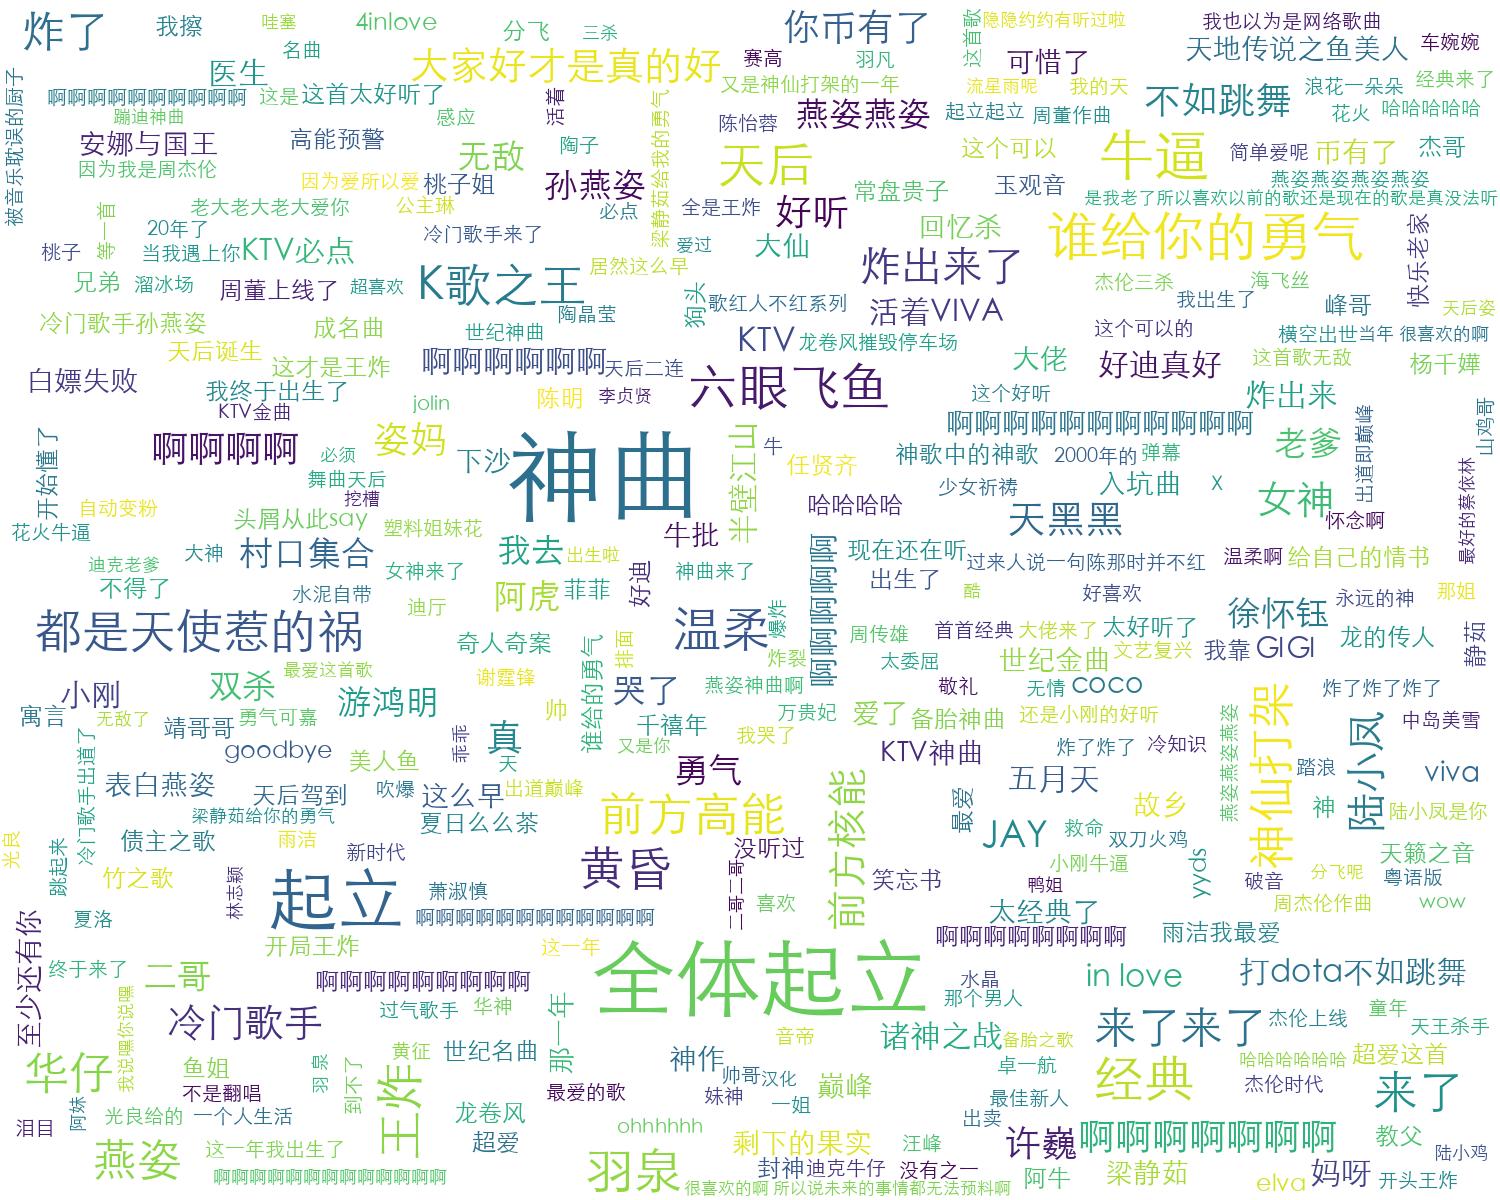 炸了
我擦
哇塞
4inlove
分飞
三杀
你币有了
这首歌
隐隐约约有听过啦
我也以为是网络歌曲
名曲
医生
大家好才是真的好
赛高
羽凡
可惜了
天地传说之鱼美人
车婉婉
被音乐耽误的厨子
啊啊啊啊啊啊啊啊啊啊
这是
这首太好听了
活着
又是神仙打架的一年
流星雨呢
我的天
不如跳舞
浪花一朵朵
经典来了
蹦迪神曲
感应
梁静茹给我的勇气
陈怡蓉
燕姿燕姿
起立起立
周董作曲
花火
哈哈哈哈哈
安娜与国王
高能预警
无敌
陶子
天后
这个可以
牛逼
简单爱呢
币有了
杰哥
因为我是周杰伦
因为爱所以爱
桃子姐
孙燕姿
常盘贵子
玉观音
燕姿燕姿燕姿燕姿
是我老了所以喜欢以前的歌还是现在的歌是真没法听
老大老大老大爱你
公主琳
必点
全是王炸
好听
回忆杀
谁给你的勇气
快乐老家
等一首
20年了
冷门歌手来了
爱过
大仙
炸出来了
桃子
当我遇上你
KTV必点
居然这么早
兄弟
溜冰场
周董上线了
超喜欢
K歌之王
狗头
歌红人不红系列
活着VIVA
杰伦三杀
海飞丝
我出生了
峰哥
天后姿
冷门歌手孙燕姿
成名曲
世纪神曲
陶晶莹
KTV
龙卷风摧毁停车场
这个可以的
横空出世当年
很喜欢的啊
天后诞生
这才是王炸
啊啊啊啊啊啊
天后二连
六眼飞鱼
大佬
好迪真好
这首歌无敌
杨千嬅
白嫖失败
我终于出生了
jolin
陈明
李贞贤
这个好听
炸出来
KTV金曲
啊啊啊啊啊啊啊啊啊啊啊
出道即巅峰
山鸡哥
开始懂了
啊啊啊啊
姿妈
神曲
半壁江山
牛
任贤齐
神歌中的神歌
2000年的
弹幕
老爹
必须
下沙
舞曲天后
少女祈祷
入坑曲
x
女神
最好的蔡依林
自动变粉
挖槽
哈哈哈哈
天黑黑
怀念啊
花火牛逼
头屑从此say
塑料姐妹花
牛批
啊啊啊啊啊
大神
村口集合
我去
出生啦
现在还在听
过来人说一句陈那时并不红
温柔啊
给自己的情书
迪克老爹
女神来了
好迪
神曲来了
不得了
水泥自带
迪厅
阿虎
菲菲
出生了
酷
好喜欢
徐怀钰
永远的神
那姐
都是天使惹的祸
温柔
爆炸
周传雄
首首经典
大佬来了
太好听了
静茹
奇人奇案
谁给的勇气
排面
炸裂
太委屈
世纪金曲
文艺复兴
我靠
GIGI
龙的传人
最爱这首歌
小刚
双杀
游鸿明
谢霆锋
哭了
燕姿神曲啊
敬礼
无情
coco
炸了炸了炸了
寓言
无敌了
靖哥哥
勇气可嘉
帅
千禧年
万贵妃
爱了
备胎神曲
还是小刚的好听
燕姿燕姿燕姿
神仙打架
陆小凤
中岛美雪
冷门歌手出道了
goodbye
美人鱼
乖乖
真
天
又是你
我哭了
KTV神曲
炸了炸了
冷知识
踏浪
viva
表白燕姿
天后驾到
吹爆
这么早
出道巅峰
勇气
五月天
梁静茹给你的勇气
夏日么么茶
前方高能
前方核能
最爱
故乡
神
陆小凤是你
光良
跳起来
债主之歌
雨洁
新时代
黄昏
没听过
JAY
救命
双刀火鸡
yyds
天籁之音
竹之歌
林志颖
萧淑慎
二哥二哥
笑忘书
小刚牛逼
鸭姐
破音
分飞呢
粤语版
至少还有你
夏洛
起立
啊啊啊啊啊啊啊啊啊啊啊啊
喜欢
太经典了
周杰伦作曲
wow
开局王炸
这一年
全体起立
啊啊啊啊啊啊啊啊
雨洁我最爱
终于来了
二哥
啊啊啊啊啊啊啊啊啊
水晶
in love
打dota不如跳舞
我说嘿你说嘿
冷门歌手
过气歌手
华神
那一年
那个男人
来了来了
杰伦上线
童年
天王杀手
华仔
鱼姐
羽泉
到不了
黄征
王炸
世纪名曲
神作
音帝
诸神之战
备胎之歌
卓一航
经典
哈哈哈哈哈哈
超爱这首
不是翻唱
最爱的歌
帅哥
汉化
妹神
一姐
巅峰
最佳新人
杰伦时代
来了
泪目
阿妹
光良给的
一个人生活
龙卷风
超爱
ohhhhhh
剩下的果实
汪峰
出卖
许巍
啊啊啊啊啊啊啊
教父
燕姿
这一年我出生了
羽泉
封神
迪克牛仔
没有之一
阿牛
梁静茹
妈呀
陆小鸡
啊啊啊啊啊啊啊啊啊啊啊啊
很喜欢的啊
所以说未来的事情都无法预料啊
elva
开头王炸